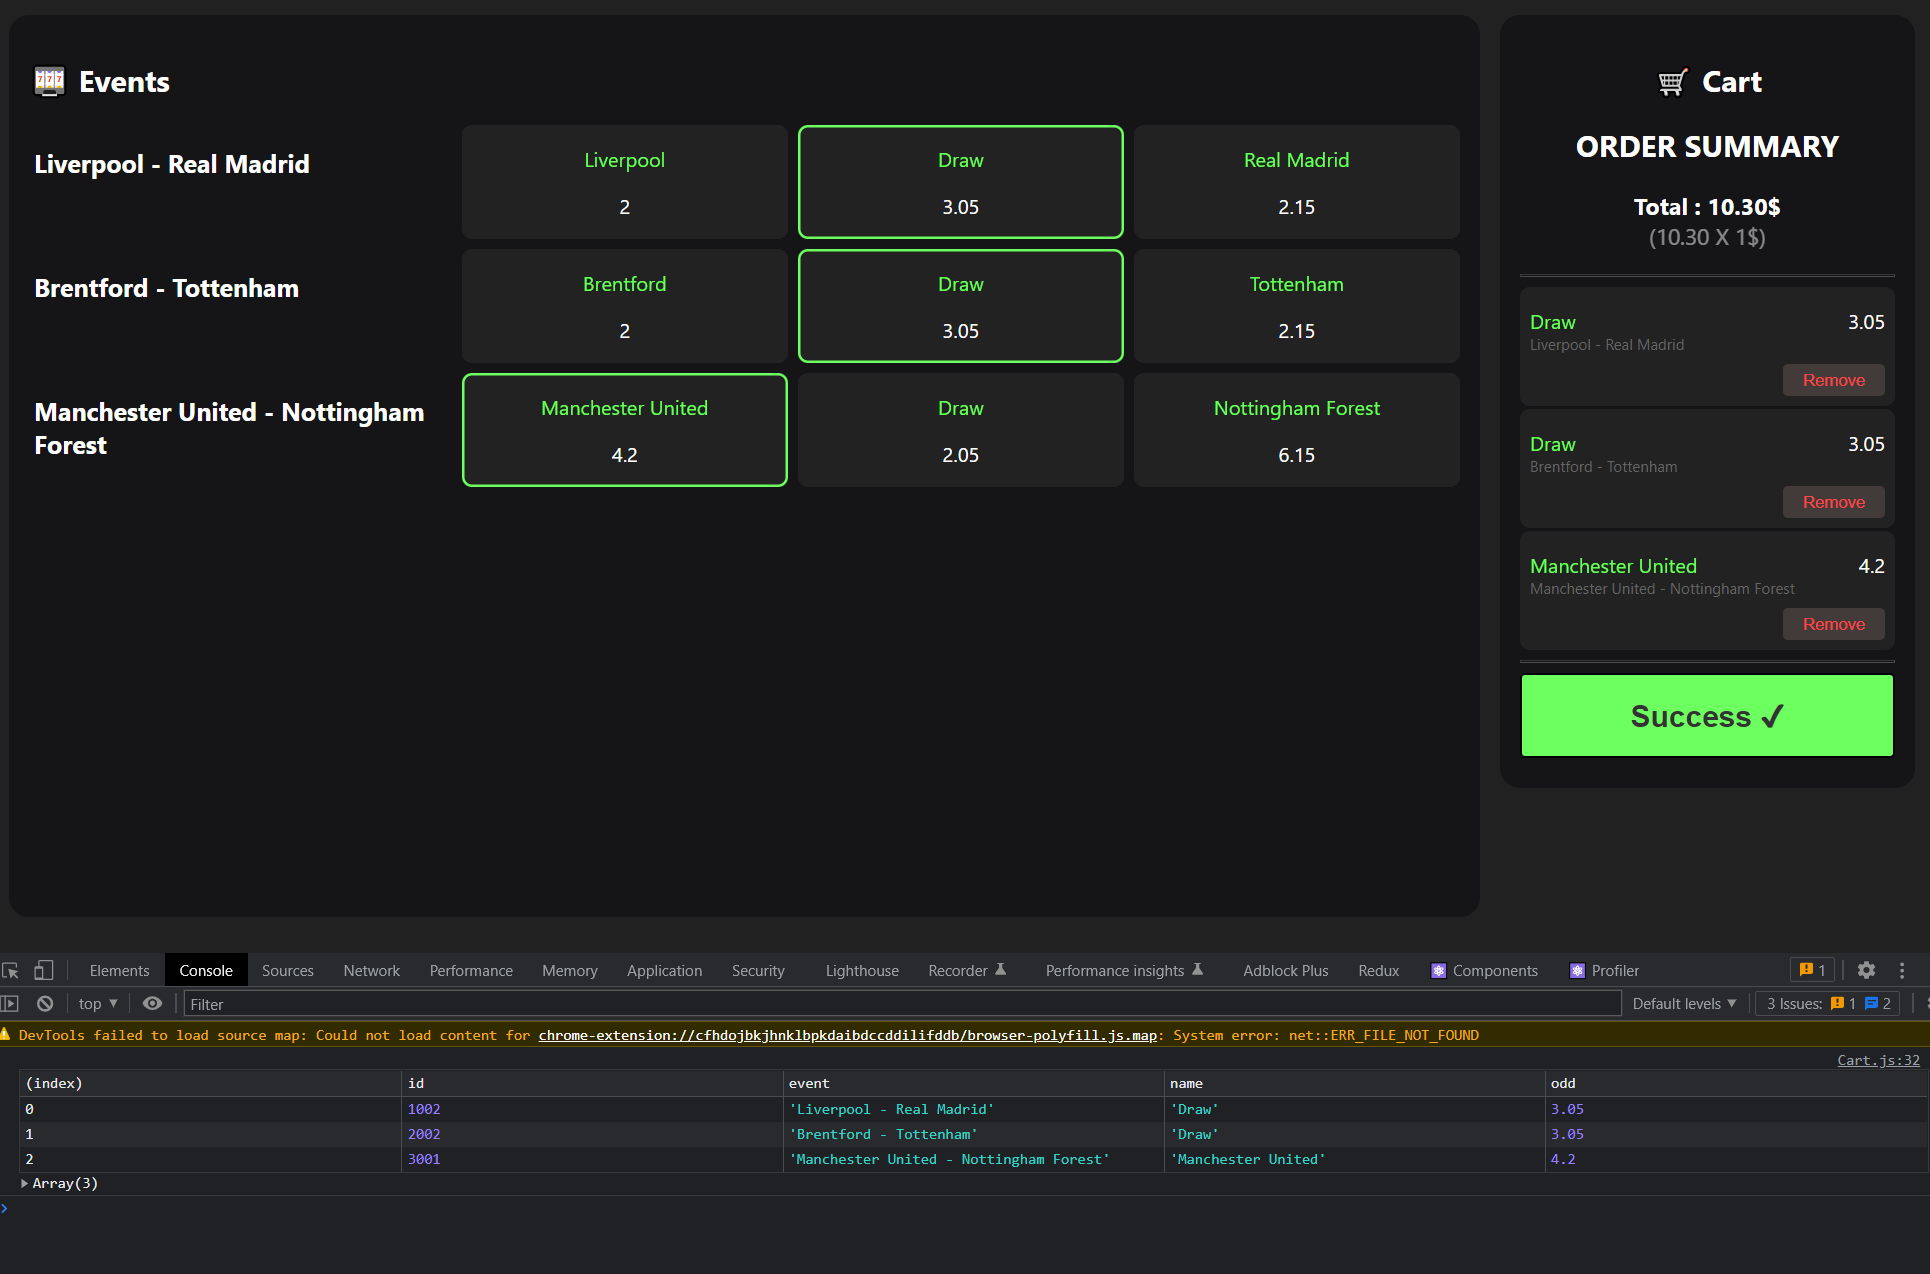 Events
Liverpool - Real Madrid
Liverpool
2
Draw
3.05
Real Madrid
2.15
Brentford - Tottenham
Brentford
2
Draw
3.05
Tottenham
2.15
Manchester United - Nottingham
Forest
Manchester United
4.2
Draw
2.05
Nottingham Forest
6.15
Cart
ORDER SUMMARY
Total : 10.30$
(10.30 X 1$)
Draw 3.05
Liverpool - Real Madrid
Remove
Draw 3.05
Brentford - Tottenham
Remove
Manchester United 4.2
Manchester United - Nottingham Forest
Remove
Success ✓
Elements Console Sources Network Performance Memory Application Security Lighthouse Recorder Performance insights Adblock Plus Redux Components Profiler 1
top Filter Default levels 3 Issues: 1 2
DevTools failed to load source map: Could not load content for chrome-extension://cfhdojbkjhnklbpkdaibdccddilifddb/browser-polyfill.js.map: System error: net::ERR_FILE_NOT_FOUND
Cart.js:32
(index) id event name odd
0 1002 'Liverpool - Real Madrid' 'Draw' 3.05
1 2002 'Brentford - Tottenham' 'Draw' 3.05
2 3001 'Manchester United - Nottingham Forest' 'Manchester United' 4.2
Array(3)